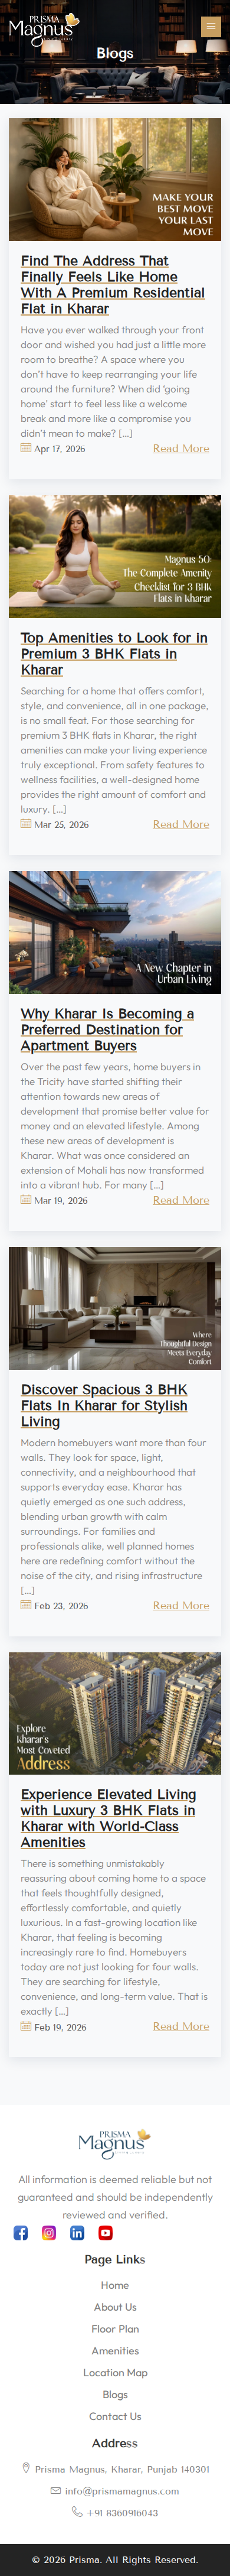 PRISMA
Magnus
Blogs
MAKE YOUR
BEST MOVE
YOUR LAST
MOVE
Find The Address That
Finally Feels Like Home
With A Premium Residential
Flat in Kharar
Have you ever walked through your front
door and wished you had just a little more
room to breathe? A space where you
don't have to keep rearranging your life
around the furniture? When did 'going
home' start to feel less like a welcome
break and more like a compromise you
didn't mean to make? [...]
Apr 17, 2026 Read More
Magnus 50:
The Complete Amenity
Checklist for 3 BHK
Flats in Kharar
Top Amenities to Look for in
Premium 3 BHK Flats in
Kharar
Searching for a home that offers comfort,
style, and convenience, all in one package,
is no small feat. For those searching for
premium 3 BHK flats in Kharar, the right
amenities can make your living experience
truly exceptional. From safety features to
wellness facilities, a well-designed home
provides the right amount of comfort and
luxury. [...]
Mar 25, 2026 Read More
A New Chapter in
Urban Living
Why Kharar Is Becoming a
Preferred Destination for
Apartment Buyers
Over the past few years, home buyers in
the Tricity have started shifting their
attention towards new areas of
development that promise better value for
money and an elevated lifestyle. Among
these new areas of development is
Kharar. What was once considered an
extension of Mohali has now transformed
into a vibrant hub. For many [...]
Mar 19, 2026 Read More
Where
Thoughtful Design
Meets Everyday
Comfort
Discover Spacious 3 BHK
Flats In Kharar for Stylish
Living
Modern homebuyers want more than four
walls. They look for space, light,
connectivity, and a neighbourhood that
supports everyday ease. Kharar has
quietly emerged as one such address,
blending urban growth with calm
surroundings. For families and
professionals alike, well planned homes
here are redefining comfort without the
noise of the city, and rising infrastructure
[...]
Feb 23, 2026 Read More
Explore
Kharar's
Most Coveted
Address
Experience Elevated Living
with Luxury 3 BHK Flats in
Kharar with World-Class
Amenities
There is something unmistakably
reassuring about coming home to a space
that feels thoughtfully designed,
effortlessly comfortable, and quietly
luxurious. In a fast-growing location like
Kharar, that feeling is becoming
increasingly rare to find. Homebuyers
today are not just looking for four walls.
They are searching for lifestyle,
convenience, and long-term value. That is
exactly [...]
Feb 19, 2026 Read More
PRISMA
Magnus
All information is deemed reliable but not
guaranteed and should be independently
reviewed and verified.
Page Links
Home
About Us
Floor Plan
Amenities
Location Map
Blogs
Contact Us
Address
Prisma Magnus, Kharar, Punjab 140301
info@prismamagnus.com
+91 8360916043
© 2026 Prisma. All Rights Reserved.